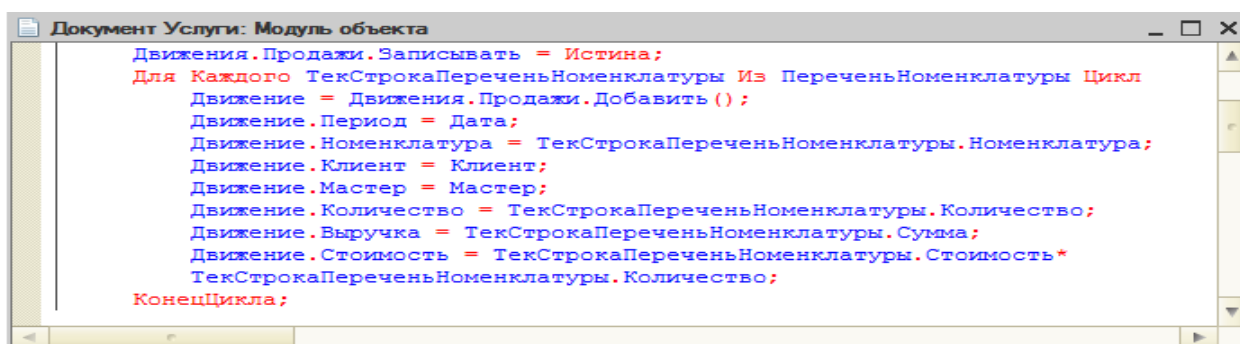 Документ Услуги: Модуль объекта
Движения.Продажи.Записывать = Истина;
Для Каждого ТекСтрокаПереченьНоменклатуры Из ПереченьНоменклатуры Цикл
Движение = Движения.Продажи.Добавить();
Движение.Период = Дата;
Движение.Номенклатура = ТекСтрокаПереченьНоменклатуры.Номенклатура;
Движение.Клиент = Клиент;
Движение.Мастер = Мастер;
Движение.Количество = ТекСтрокаПереченьНоменклатуры.Количество;
Движение.Выручка = ТекСтрокаПереченьНоменклатуры.Сумма;
Движение.Стоимость = ТекСтрокаПереченьНоменклатуры.Стоимость*
ТекСтрокаПереченьНоменклатуры.Количество;
КонецЦикла;